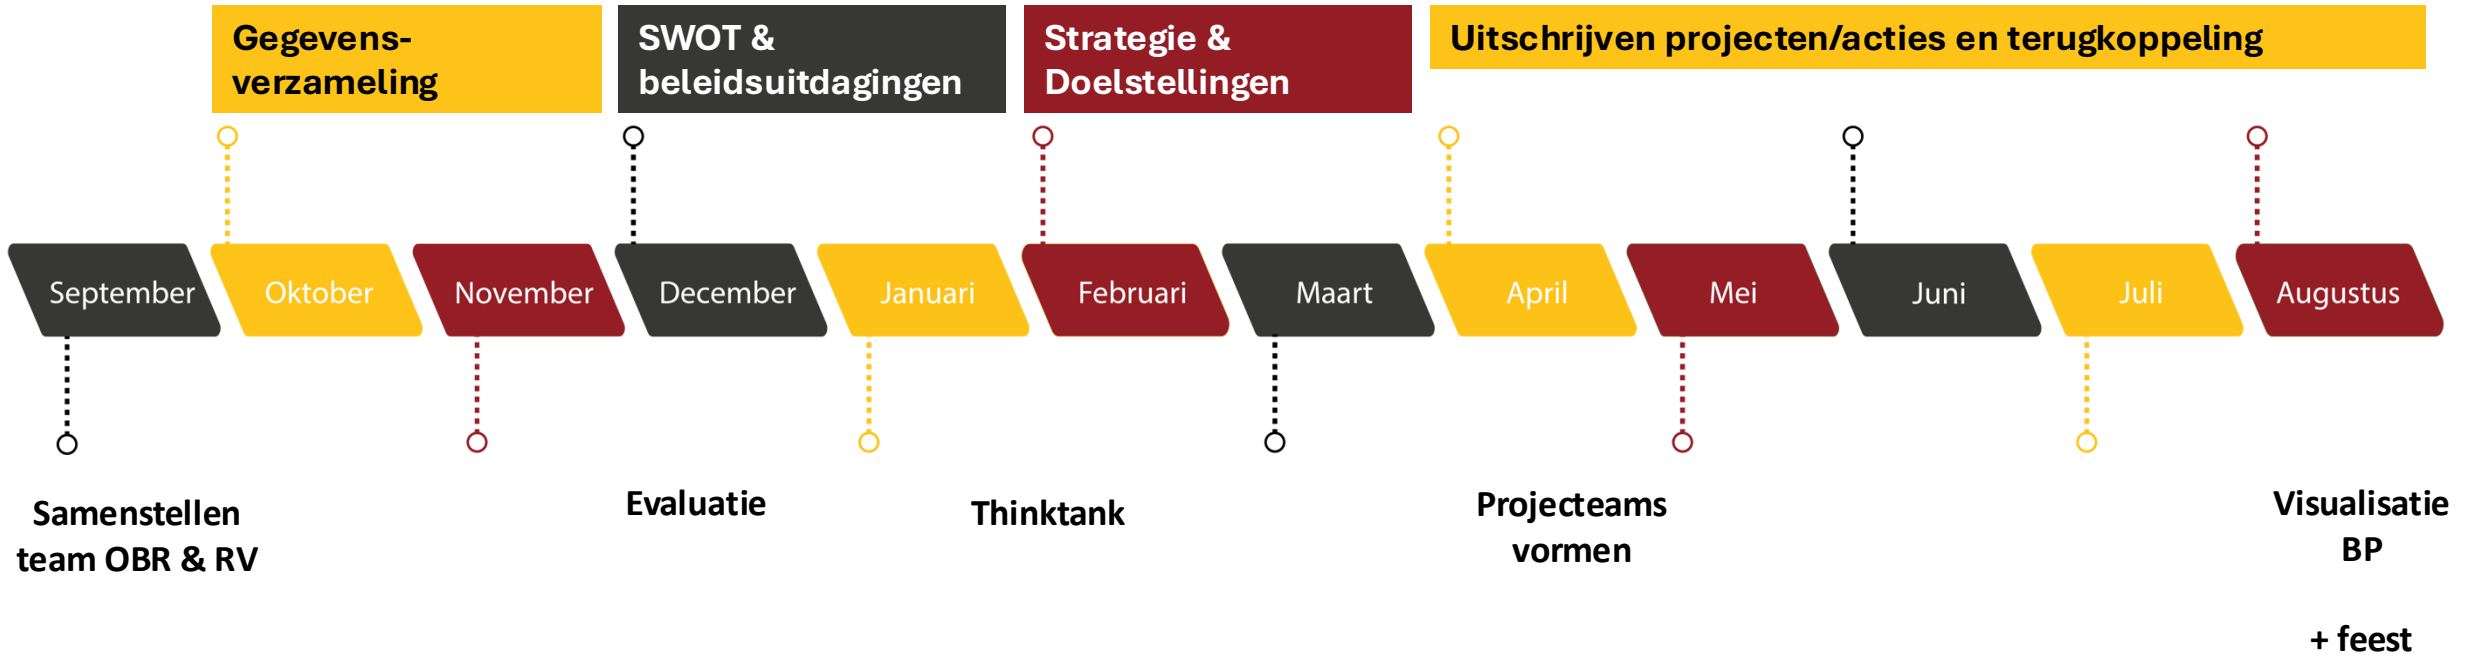 Gegevens-
verzameling
SWOT &
beleidsuitdagingen
Strategie &
Doelstellingen
Uitschrijven projecten/acties en terugkoppeling
September
Oktober
November
December
Januari
Februari
Maart
April
Mei
Juni
Juli
Augustus
Samenstellen
team OBR & RV
Evaluatie
Thinktank
Projecteams
vormen
Visualisatie
BP
+ feest